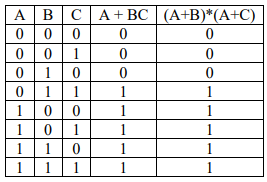 A B C A + BC (A+B)*(A+C)
0 0 0 0 0
0 0 1 0 0
0 1 0 0 0
0 1 1 1 1
1 0 0 1 1
1 0 1 1 1
1 1 0 1 1
1 1 1 1 1